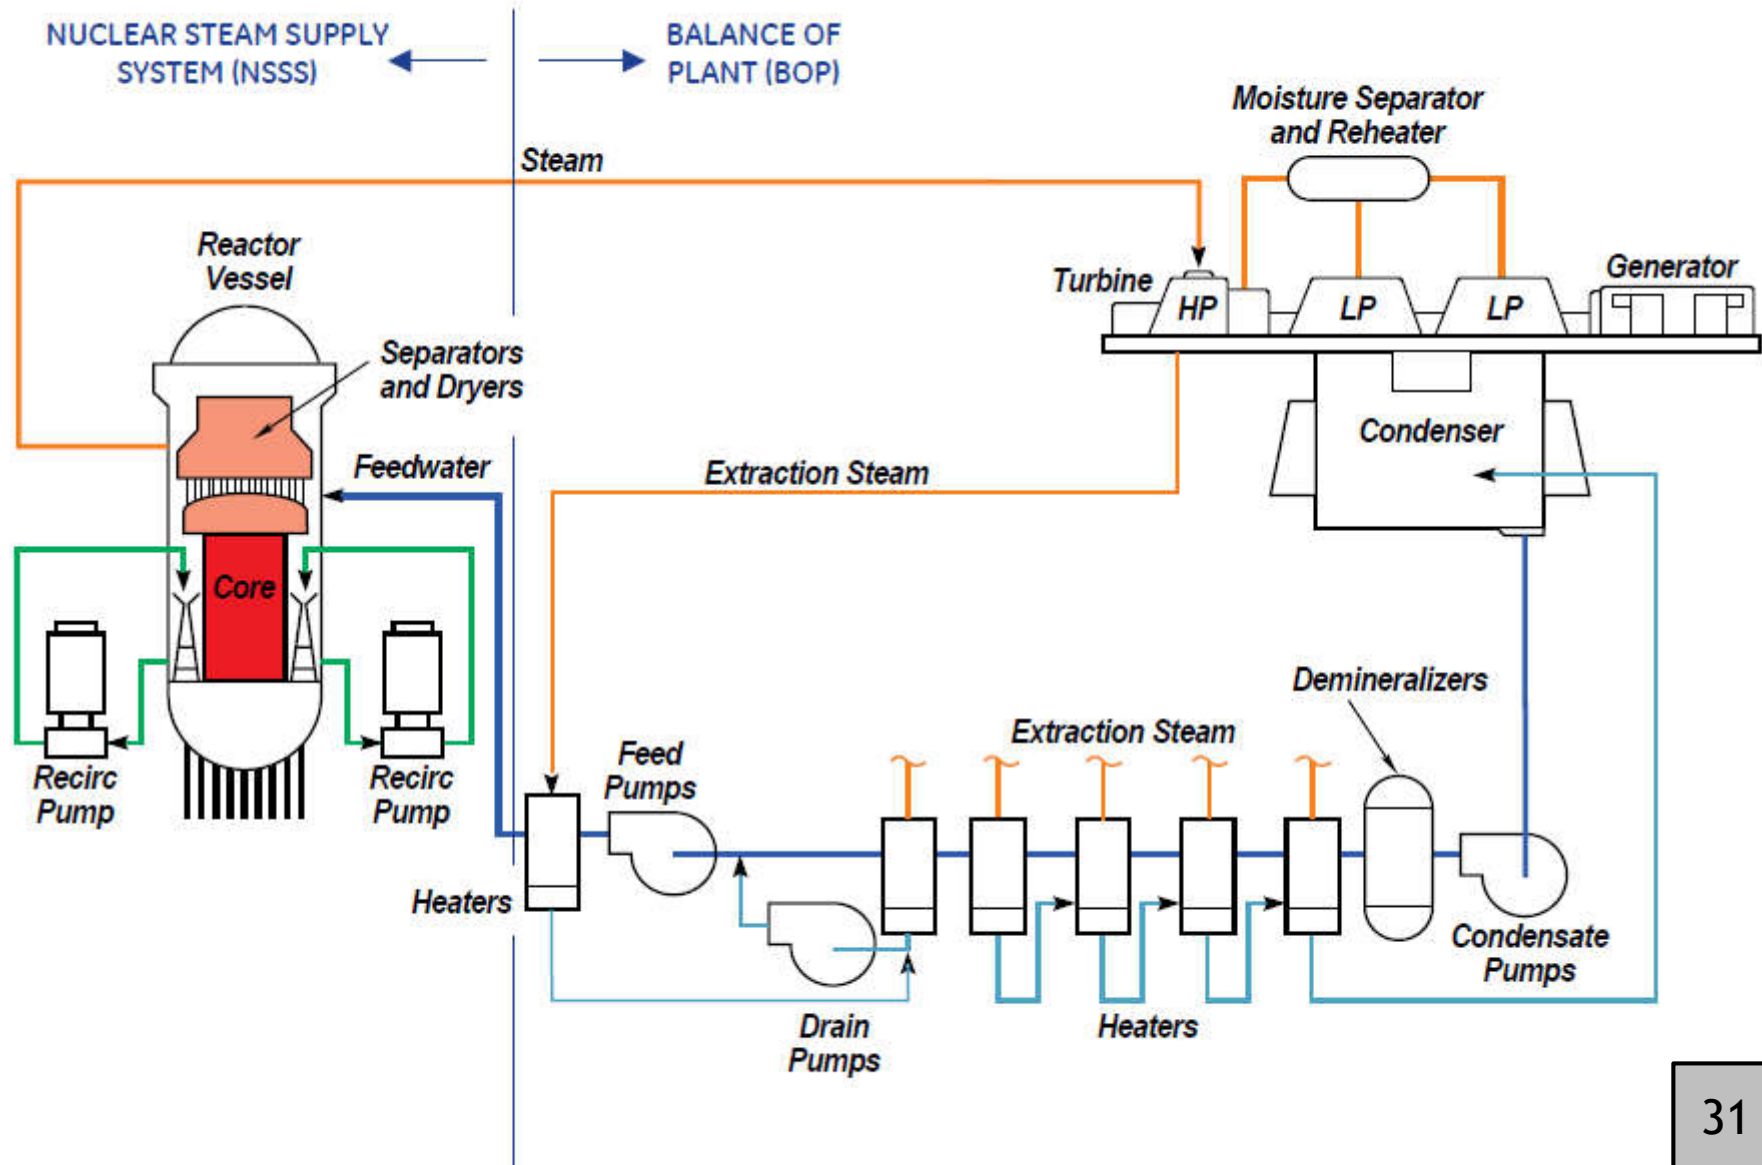 NUCLEAR STEAM SUPPLY
SYSTEM (NSSS)
BALANCE OF
PLANT (BOP)
Moisture Separator
and Reheater
Steam
Reactor
Vessel
Turbine
HP
LP
LP
Generator
Separators
and Dryers
Condenser
Feedwater
Extraction Steam
Core
Demineralizers
Extraction Steam
Feed
Pumps
Recirc
Pump
Recirc
Pump
Heaters
Condensate
Pumps
Drain
Pumps
Heaters
31